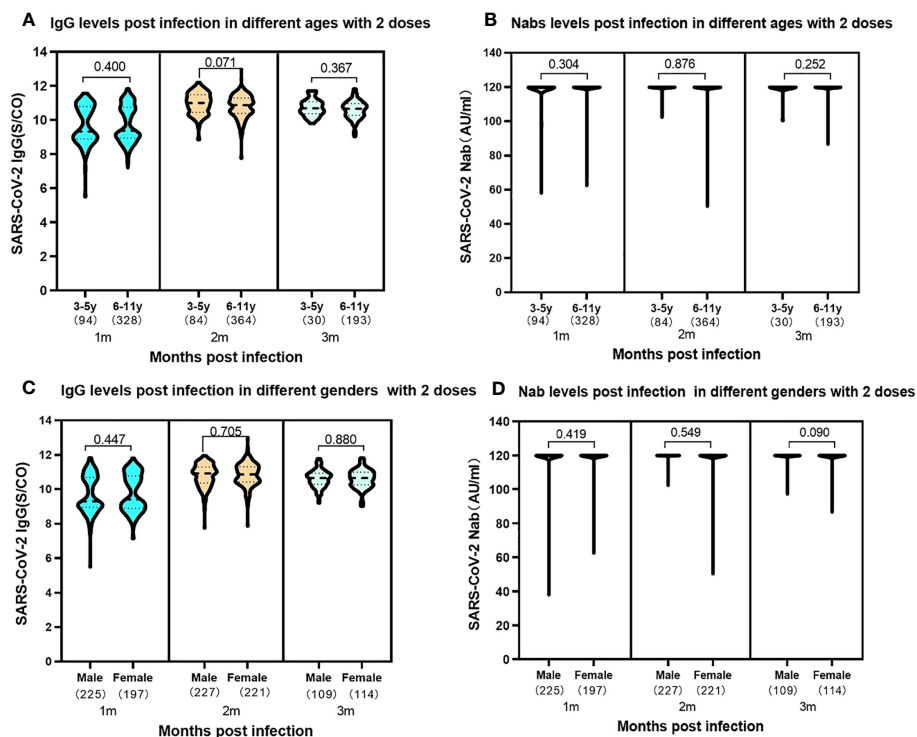 A IgG levels post infection in different ages with 2 doses
SARS-CoV-2 IgG(S/CO)
14
12
10
8
6
4
2
0
0.400
0.071
0.367
3-5y 6-11y 3-5y 6-11y 3-5y 6-11y
(94) (328) (84) (364) (30) (193)
1m 2m 3m
Months post infection
B Nabs levels post infection in different ages with 2 doses
SARS-CoV-2 Nab(AU/ml)
140
120
100
80
60
40
20
0
0.304
0.876
0.252
3-5y 6-11y 3-5y 6-11y 3-5y 6-11y
(94) (328) (84) (364) (30) (193)
1m 2m 3m
Months post infection
C IgG levels post infection in different genders with 2 doses
SARS-CoV-2 IgG(S/CO)
14
12
10
8
6
4
2
0
0.447
0.705
0.880
Male Female Male Female Male Female
(225) (197) (227) (221) (109) (114)
1m 2m 3m
Months post infection
D Nab levels post infection in different genders with 2 doses
SARS-CoV-2 Nab(AU/ml)
140
120
100
80
60
40
20
0
0.419
0.549
0.090
Male Female Male Female Male Female
(225) (197) (227) (221) (109) (114)
1m 2m 3m
Months post infection